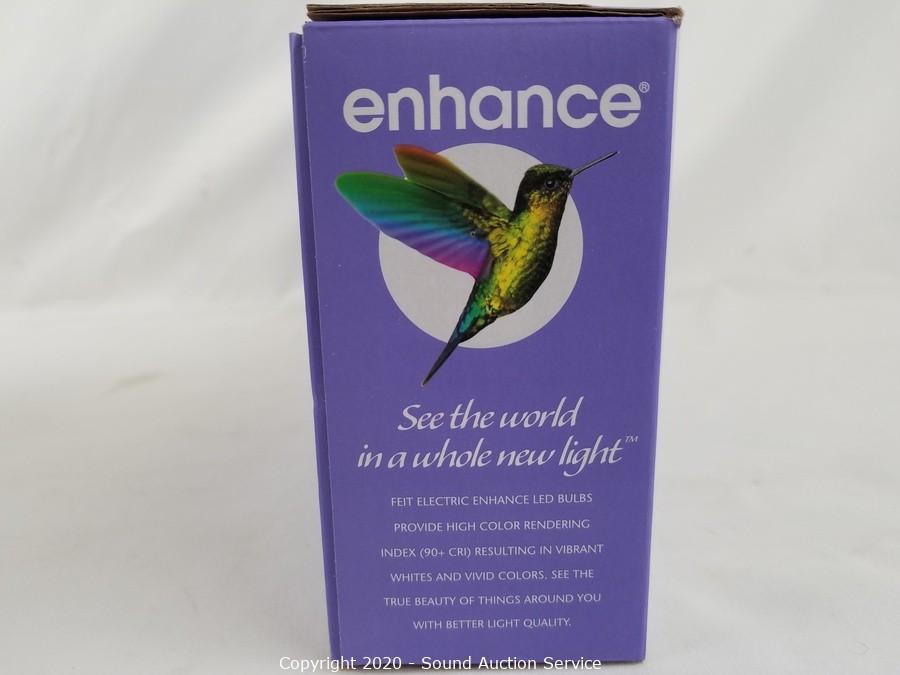 enhance®
See the world
in a whole new light™
FEIT ELECTRIC ENHANCE LED BULBS
PROVIDE HIGH COLOR RENDERING
INDEX (90+ CRI) RESULTING IN VIBRANT
WHITES AND VIVID COLORS. SEE THE
TRUE BEAUTY OF THINGS AROUND YOU
WITH BETTER LIGHT QUALITY.
Copyright 2020 - Sound Auction Service